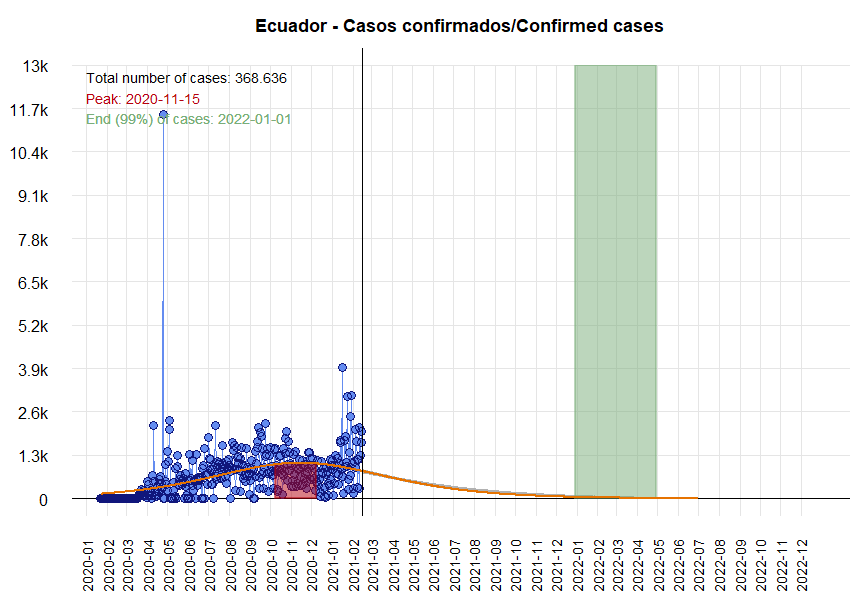 Ecuador - Casos confirmados/Confirmed cases
13k
Total number of cases: 368.636
Peak: 2020-11-15
End (99%) of cases: 2022-01-01
11.7k
10.4k
9.1k
7.8k
6.5k
5.2k
3.9k
2.6k
1.3k
0
2020-01
2020-02
2020-03
2020-04
2020-05
2020-06
2020-07
2020-08
2020-09
2020-10
2020-11
2020-12
2021-01
2021-02
2021-03
2021-04
2021-05
2021-06
2021-07
2021-08
2021-09
2021-10
2021-11
2021-12
2022-01
2022-02
2022-03
2022-04
2022-05
2022-06
2022-07
2022-08
2022-09
2022-10
2022-11
2022-12